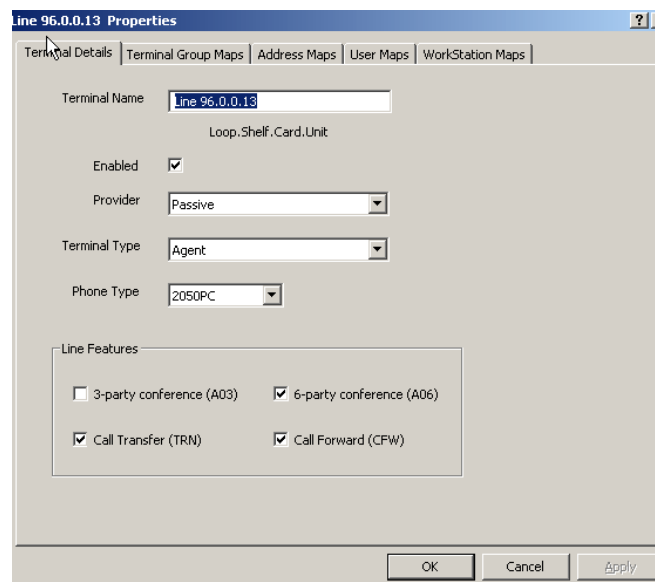 Line 96.0.0.13 Properties
?
Terminal Details Terminal Group Maps Address Maps User Maps WorkStation Maps
Terminal Name Line 96.0.0.13
Loop.Shelf.Card.Unit
Enabled
Provider Passive
Terminal Type Agent
Phone Type 2050PC
Line Features
3-party conference (A03) 6-party conference (A06)
Call Transfer (TRN) Call Forward (CFW)
OK Cancel Apply